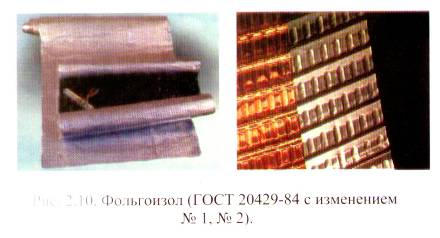 Рис. 2.10. Фольгоизол (ГОСТ 20429-84 с изменением
№ 1, № 2).